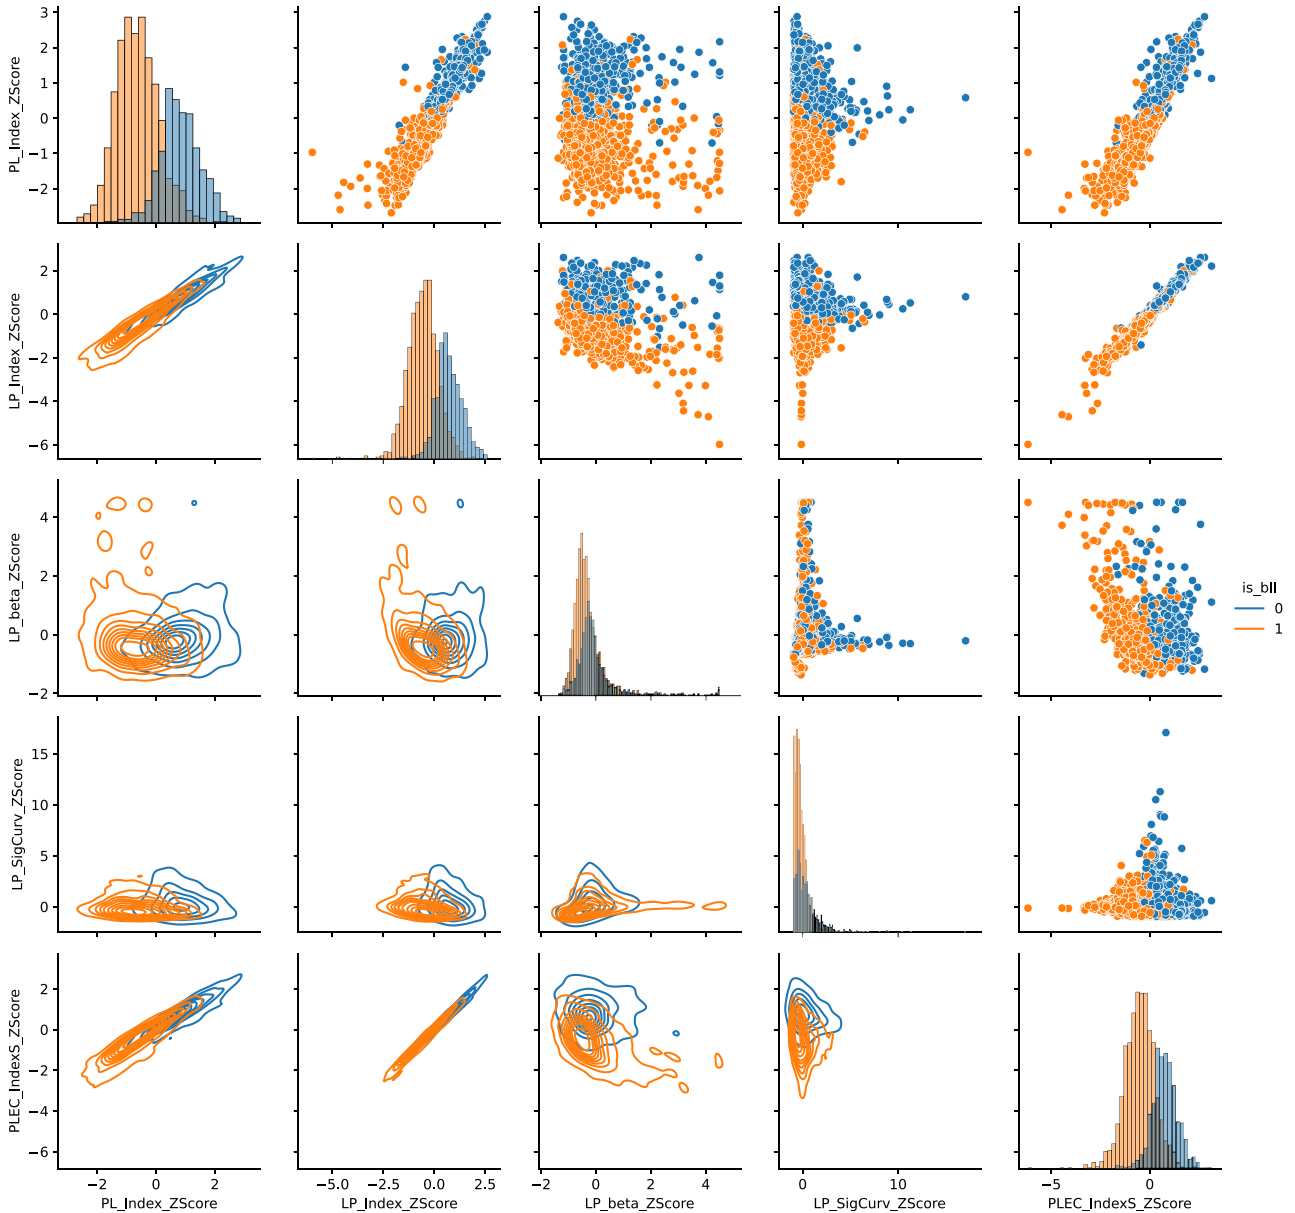 3
2
1
0
−1
−2
PL_Index_ZScore
2
0
−2
−4
−6
LP_Index_ZScore
4
2
0
−2
LP_beta_ZScore
is_bll
0
1
15
10
5
0
LP_SigCurv_ZScore
2
0
−2
−4
−6
PLEC_IndexS_ZScore
−2 0 2
−5.0 −2.5 0.0 2.5
−2 0 2 4
0 10
−5 0
PL_Index_ZScore
LP_Index_ZScore
LP_beta_ZScore
LP_SigCurv_ZScore
PLEC_IndexS_ZScore